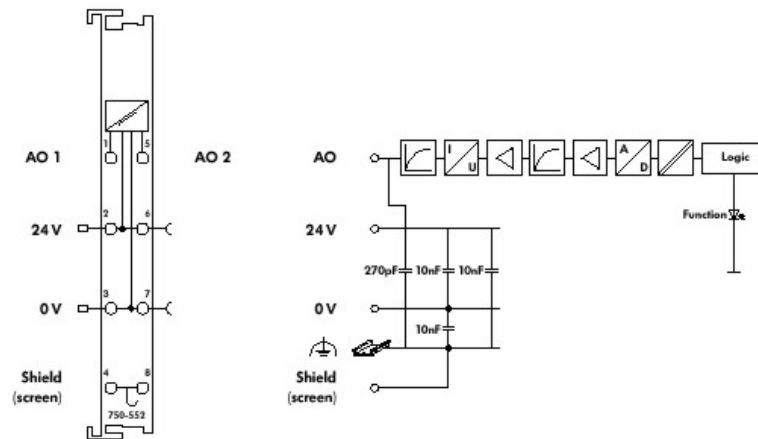 1 5
AO 1 AO 2 AO I U A D Logic
2 6 Function
24 V 24 V
270pF 10nF 10nF
3 7
0 V 0 V
10nF
4 8
Shield Shield
(screen) (screen)
750-552